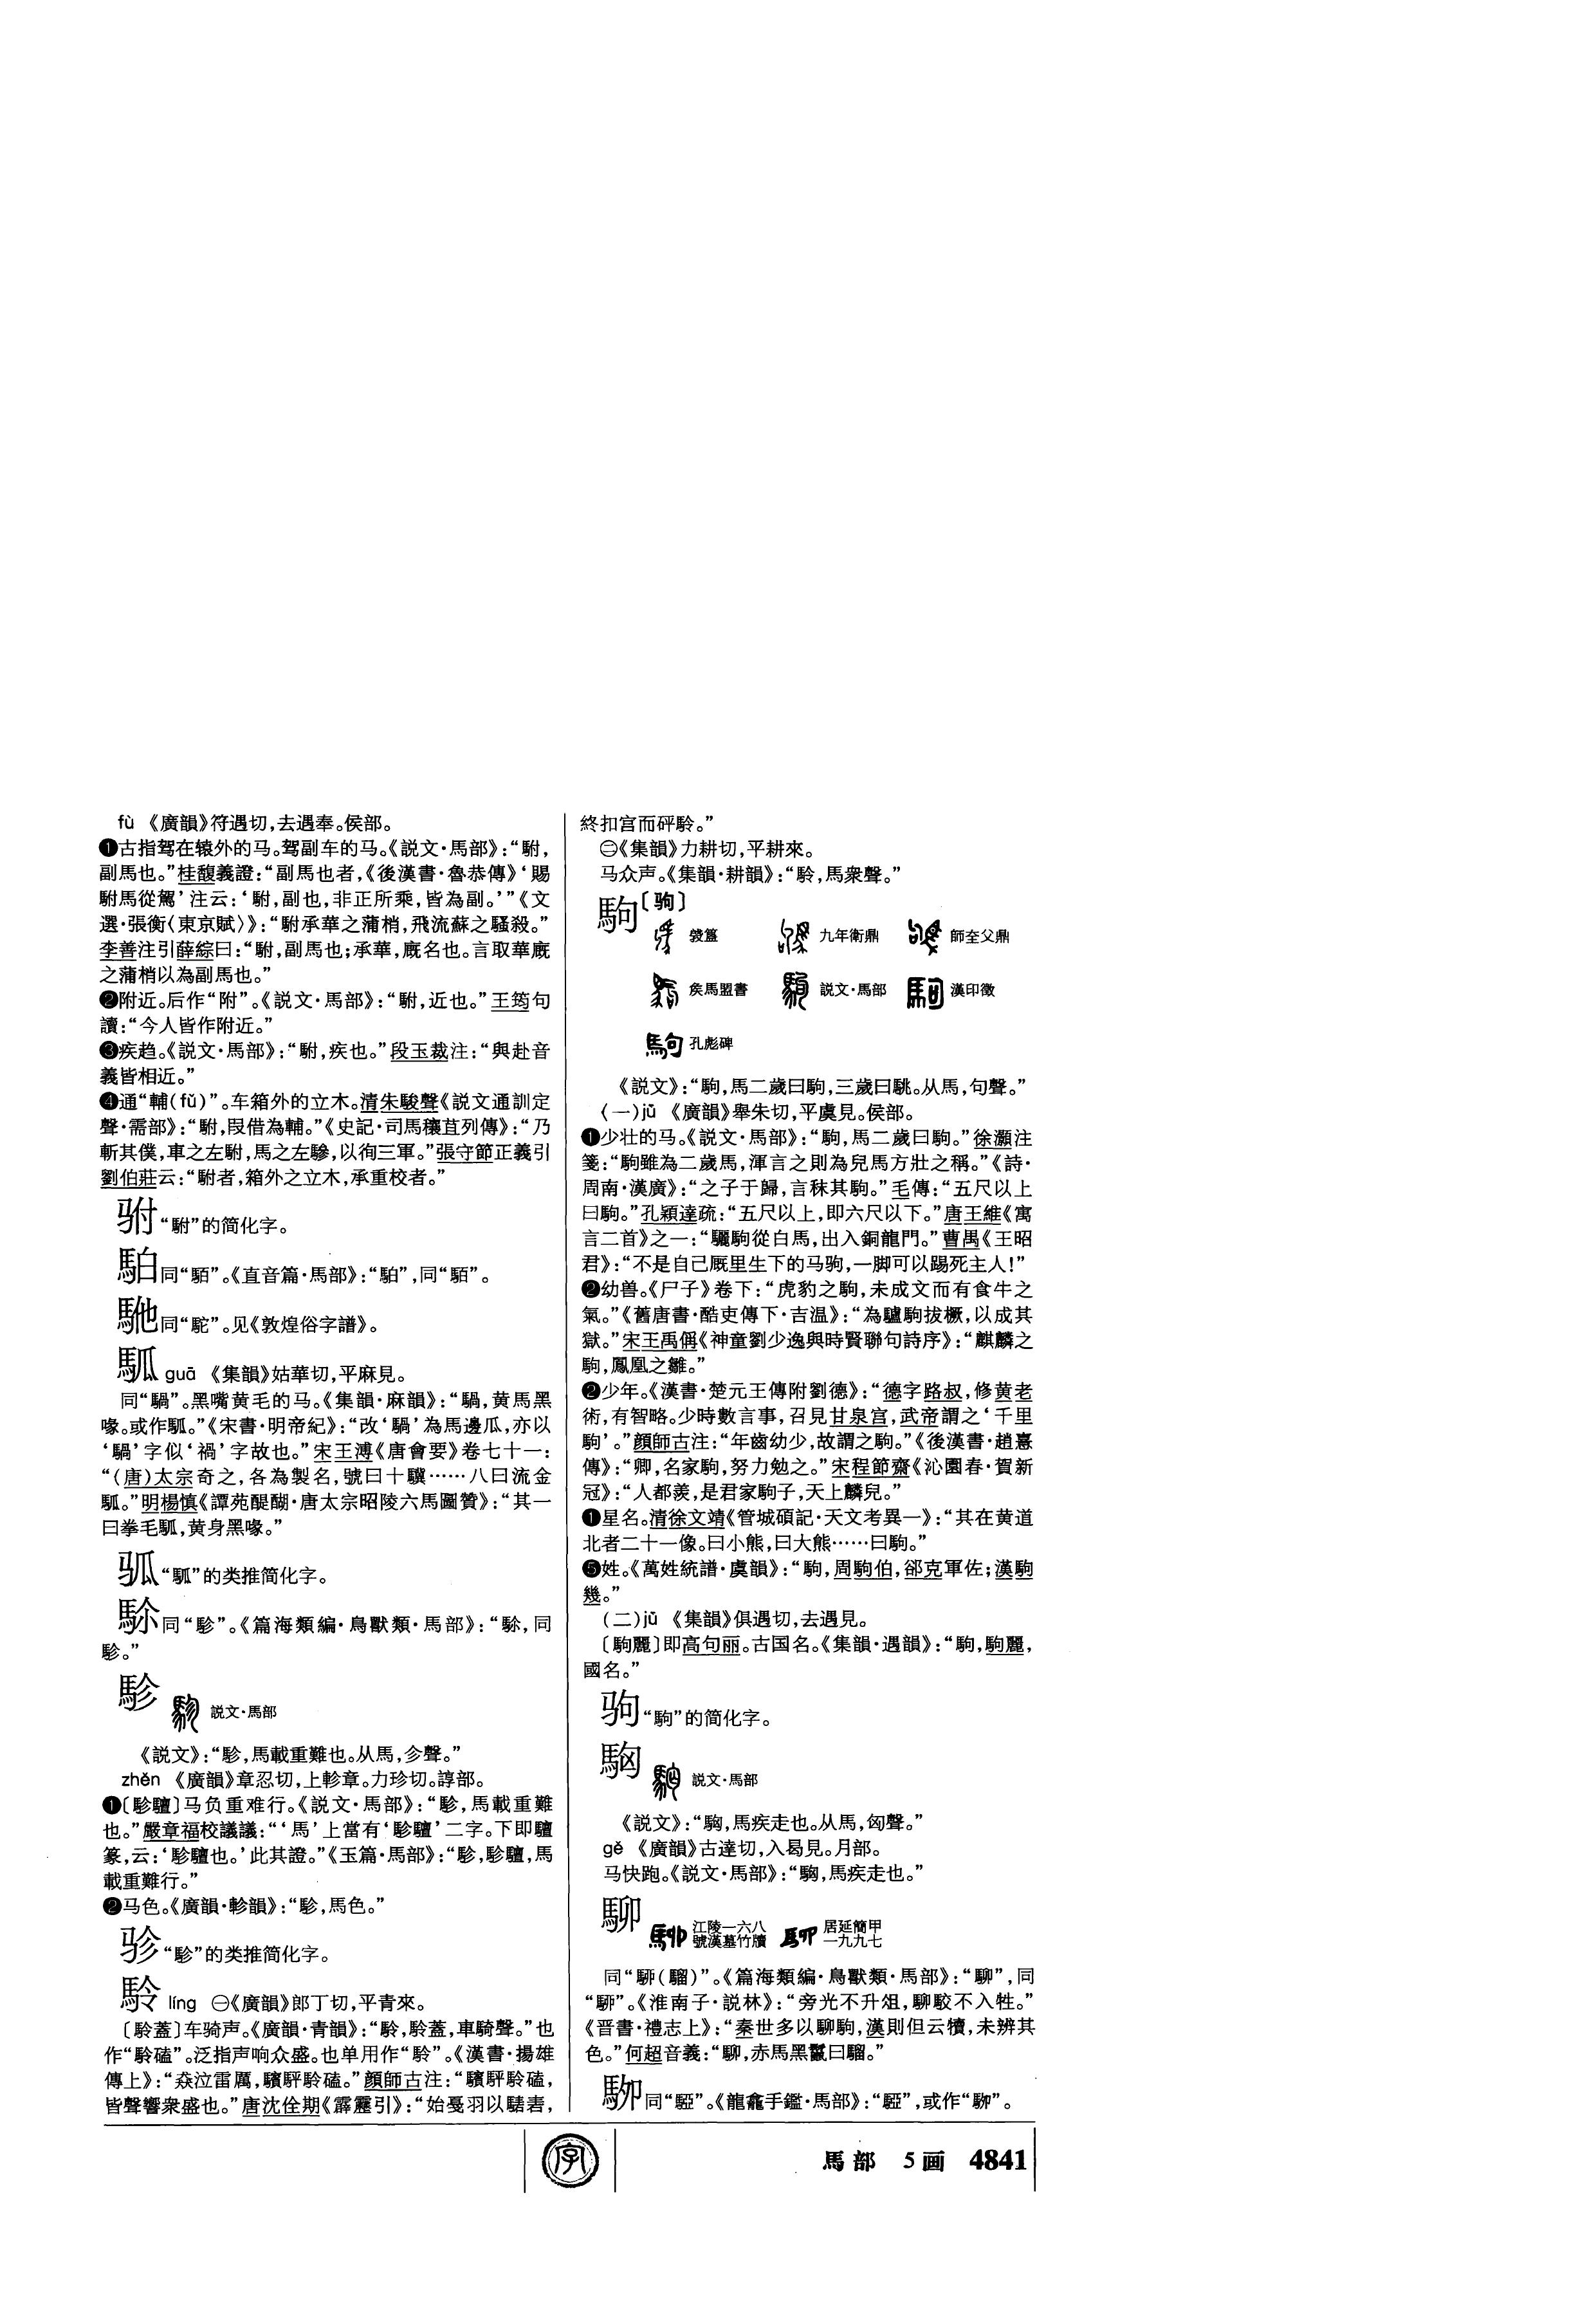 fù 《廣韻》符遇切，去遇奉。侯部。
❶古指驾在辕外的马。驾副车的马。《説文·馬部》：“駙，
副馬也。”桂馥義證：“副馬也者，《後漢書·魯恭傳》‘賜
駙馬從駕’注云：‘駙，副也，非正所乘，皆為副。’”《文
選·張衡〈東京賦〉》：“駙承華之蒲梢，飛流蘇之騷殺。”
李善注引薛綜曰：“駙，副馬也；承華，廐名也。言取華廐
之蒲梢以為副馬也。”
❷附近。后作“附”。《説文·馬部》：“駙，近也。”王筠句
讀：“今人皆作附近。”
❸疾趋。《説文·馬部》：“駙，疾也。”段玉裁注：“與赴音
義皆相近。”
❹通“輔(fǔ)”。车箱外的立木。清朱駿聲《説文通訓定
聲·需部》：“駙，叚借為輔。”《史記·司馬穰苴列傳》：“乃
斬其僕，車之左駙，馬之左驂，以徇三軍。”張守節正義引
劉伯莊云：“駙者，箱外之立木，承重校者。”
驸“駙”的简化字。
䮀同“䮬”。《直音篇·馬部》：“䮀”，同“䮬”。
馳同“駝”。见《敦煌俗字譜》。
䮄 guā 《集韻》姑華切，平麻見。
同“騧”。黑嘴黄毛的马。《集韻·麻韻》：“騧，黄馬黑
喙。或作䮄。”《宋書·明帝紀》：“改‘騧’為馬邊瓜，亦以
‘騧’字似‘禍’字故也。”宋王溥《唐會要》卷七十一：
“(唐)太宗奇之，各為製名，號曰十驥……八曰流金
䮄。”明楊慎《譚苑醍醐·唐太宗昭陵六馬圖贊》：“其一
曰拳毛䮄，黄身黑喙。”
“䮄”的类推简化字。
同“駗”。《篇海類編·鳥獸類·馬部》：“，同
駗。”
駗 説文·馬部
《説文》：“駗，馬載重難也。从馬，㐱聲。”
zhěn 《廣韻》章忍切，上軫章。力珍切。諄部。
❶〔駗驙〕马负重难行。《説文·馬部》：“駗，馬載重難
也。”嚴章福校議議：“‘馬’上當有‘駗驙’二字。下即驙
篆，云：‘駗驙也。’此其證。”《玉篇·馬部》：“駗，駗驙，馬
載重難行。”
❷马色。《廣韻·軫韻》：“駗，馬色。”
“駗”的类推简化字。
駖 líng ㊀《廣韻》郎丁切，平青來。
〔駖蓋〕车骑声。《廣韻·青韻》：“駖，駖蓋，車騎聲。”也
作“駖磕”。泛指声响众盛。也单用作“駖”。《漢書·揚雄
傳上》：“猋泣雷厲，驞駍駖磕。”顔師古注：“驞駍駖磕，
皆聲響衆盛也。”唐沈佺期《霹靂引》：“始戛羽以騞砉，
終扣宫而砰駖。”
㊁《集韻》力耕切，平耕來。
马众声。《集韻·耕韻》：“駖，馬衆聲。”
駒〔駒〕
簋 九年衛鼎 師𡘇父鼎
矦馬盟書 説文·馬部 漢印徵
孔彪碑
《説文》：“駒，馬二歲曰駒，三歲曰駣。从馬，句聲。”
(一)jū 《廣韻》舉朱切，平虞見。侯部。
❶少壮的马。《説文·馬部》：“駒，馬二歲曰駒。”徐灝注
箋：“駒雖為二歲馬，渾言之則為兒馬方壯之稱。”《詩·
周南·漢廣》：“之子于歸，言秣其駒。”毛傳：“五尺以上
曰駒。”孔穎達疏：“五尺以上，即六尺以下。”唐王維《寓
言二首》之一：“驪駒從白馬，出入銅龍門。”曹禺《王昭
君》：“不是自己厩里生下的马驹，一脚可以踢死主人！”
❷幼兽。《尸子》卷下：“虎豹之駒，未成文而有食牛之
氣。”《舊唐書·酷吏傳下·吉温》：“為驢駒拔橛，以成其
獄。”宋王禹偁《神童劉少逸與時賢聯句詩序》：“麒麟之
駒，鳳凰之雛。”
❷少年。《漢書·楚元王傳附劉德》：“德字路叔，修黄老
術，有智略。少時數言事，召見甘泉宫，武帝謂之‘千里
駒’。”顔師古注：“年齒幼少，故謂之駒。”《後漢書·趙憙
傳》：“卿，名家駒，努力勉之。”宋程節齋《沁園春·賀新
冠》：“人都羨，是君家駒子，天上麟兒。”
❶星名。清徐文靖《管城碩記·天文考異一》：“其在黄道
北者二十一像。曰小熊，曰大熊……曰駒。”
❺姓。《萬姓統譜·虞韻》：“駒，周駒伯，郤克軍佐；漢駒
幾。”
(二)jù 《集韻》俱遇切，去遇見。
〔駒麗〕即高句丽。古国名。《集韻·遇韻》：“駒，駒麗，
國名。”
驹“駒”的简化字。
䮂 説文·馬部
《説文》：“䮂，馬疾走也。从馬，匃聲。”
gě 《廣韻》古達切，入曷見。月部。
马快跑。《説文·馬部》：“䮂，馬疾走也。”
駵 江陵一六八 居延簡甲
號漢墓竹牘 一九九七
同“（騮）”。《篇海類編·鳥獸類·馬部》：“駵”，同
“”。《淮南子·説林》：“旁光不升俎，駵駮不入牲。”
《晋書·禮志上》：“秦世多以駵駒，漢則但云犢，未辨其
色。”何超音義：“駵，赤馬黑鬣曰騮。”
同“”。《龍龕手鑑·馬部》：“”，或作“”。
字
馬部 5画 4841